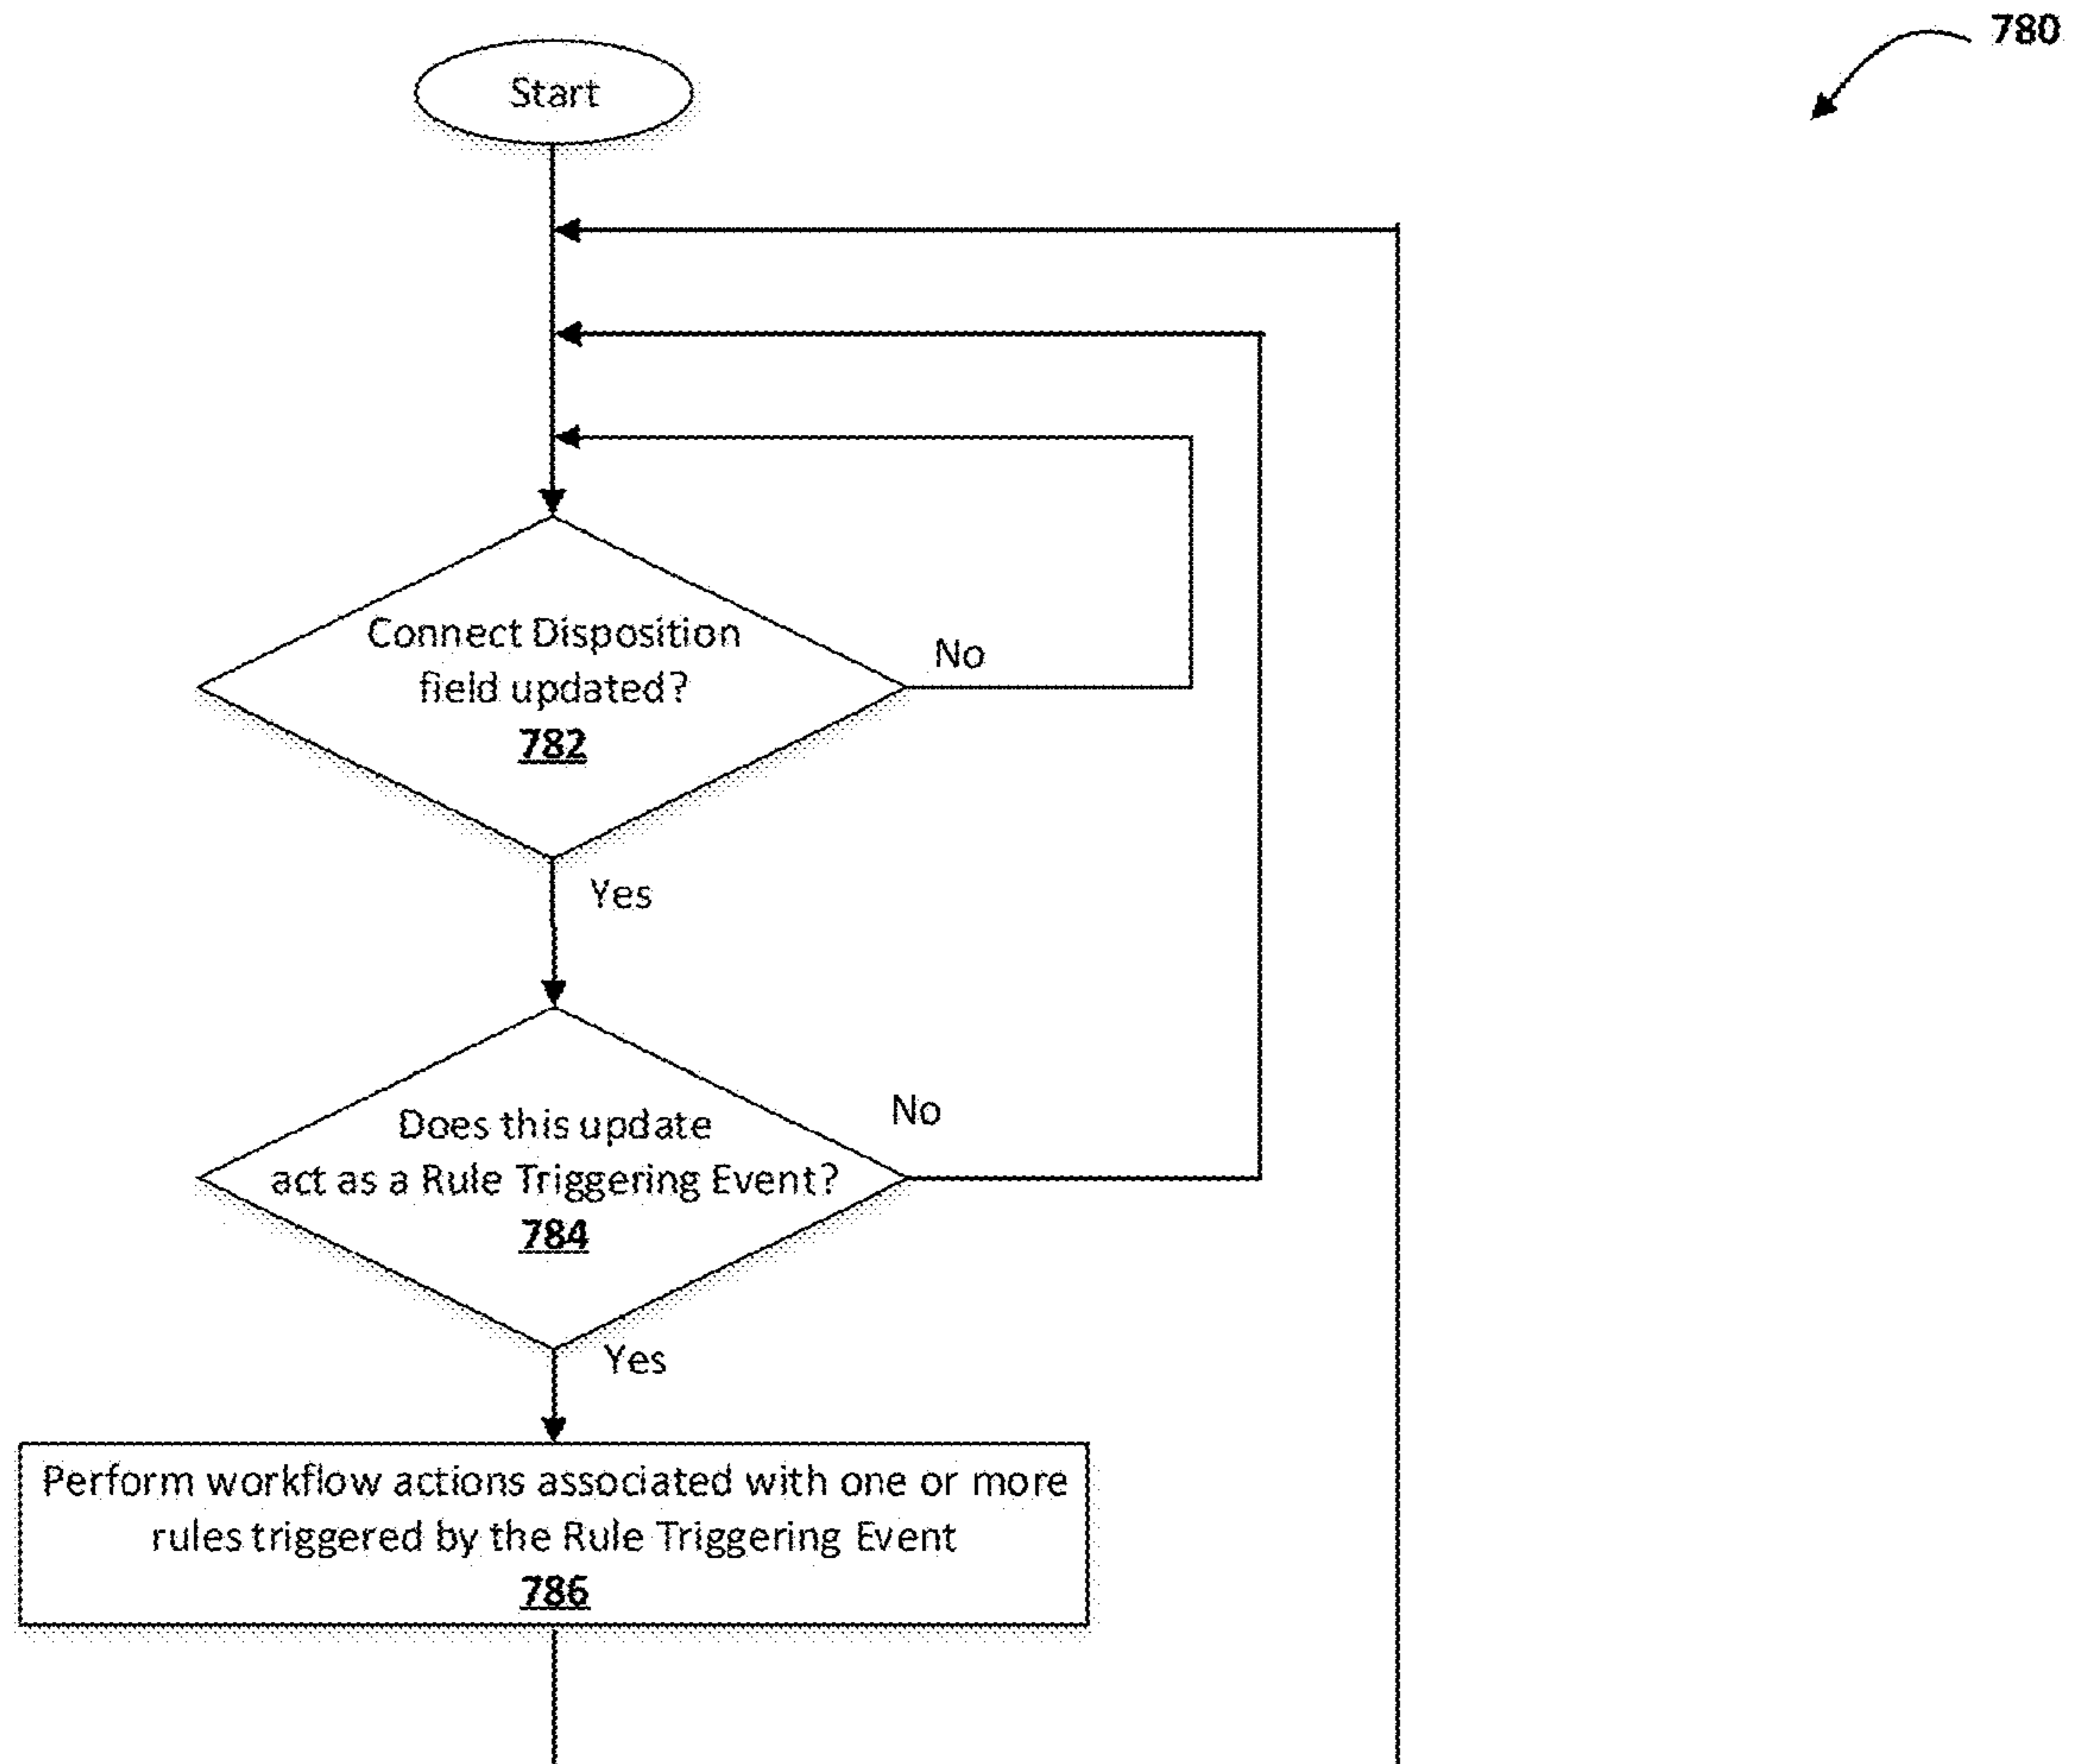 780
Start
Connect Disposition
field updated?
782
No
Yes
Does this update
act as a Rule Triggering Event?
784
No
Yes
Perform workflow actions associated with one or more
rules triggered by the Rule Triggering Event
786